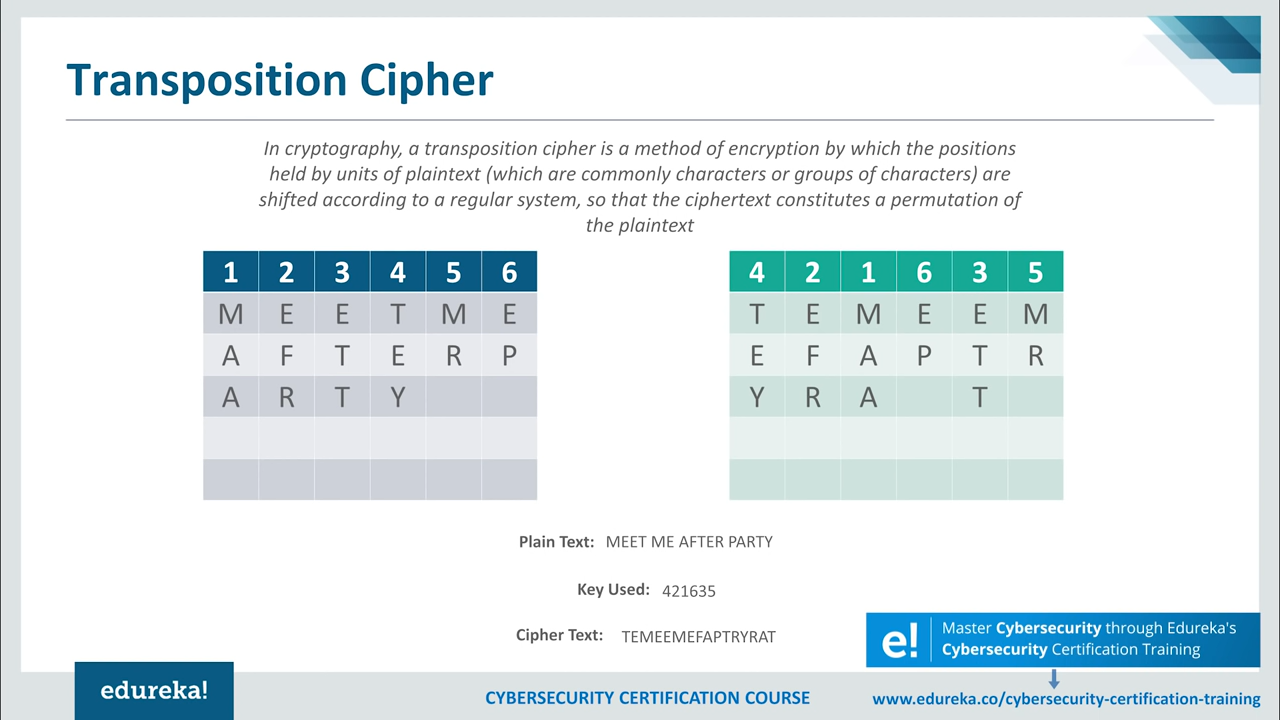 Transposition Cipher
In cryptography, a transposition cipher is a method of encryption by which the positions
held by units of plaintext (which are commonly characters or groups of characters) are
shifted according to a regular system, so that the ciphertext constitutes a permutation of
the plaintext
1 2 3 4 5 6
M E E T M E
A F T E R P
A R T Y
4 2 1 6 3 5
T E M E E M
E F A P T R
Y R A T
Plain Text: MEET ME AFTER PARTY
Key Used: 421635
Cipher Text: TEMEEMEFAPTRYRAT
e! Master Cybersecurity through Edureka's
Cybersecurity Certification Training
edureka!
CYBERSECURITY CERTIFICATION COURSE
www.edureka.co/cybersecurity-certification-training